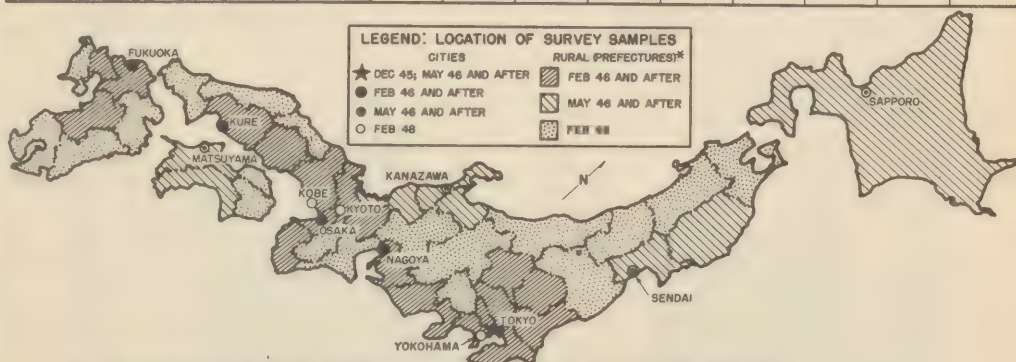 LEGEND: LOCATION OF SURVEY SAMPLES
CITIES
DEC 45; MAY 46 AND AFTER
FEB 46 AND AFTER
MAY 46 AND AFTER
FEB 48
RURAL (PREFECTURES)*
FEB 46 AND AFTER
MAY 46 AND AFTER
FEB 48
FUKUOKA
KURE
MATSUYAMA
KOBE
KYOTO
OSAKA
KANAZAWA
NAGOYA
N
SAPPORO
SENDAI
TOKYO
YOKOHAMA